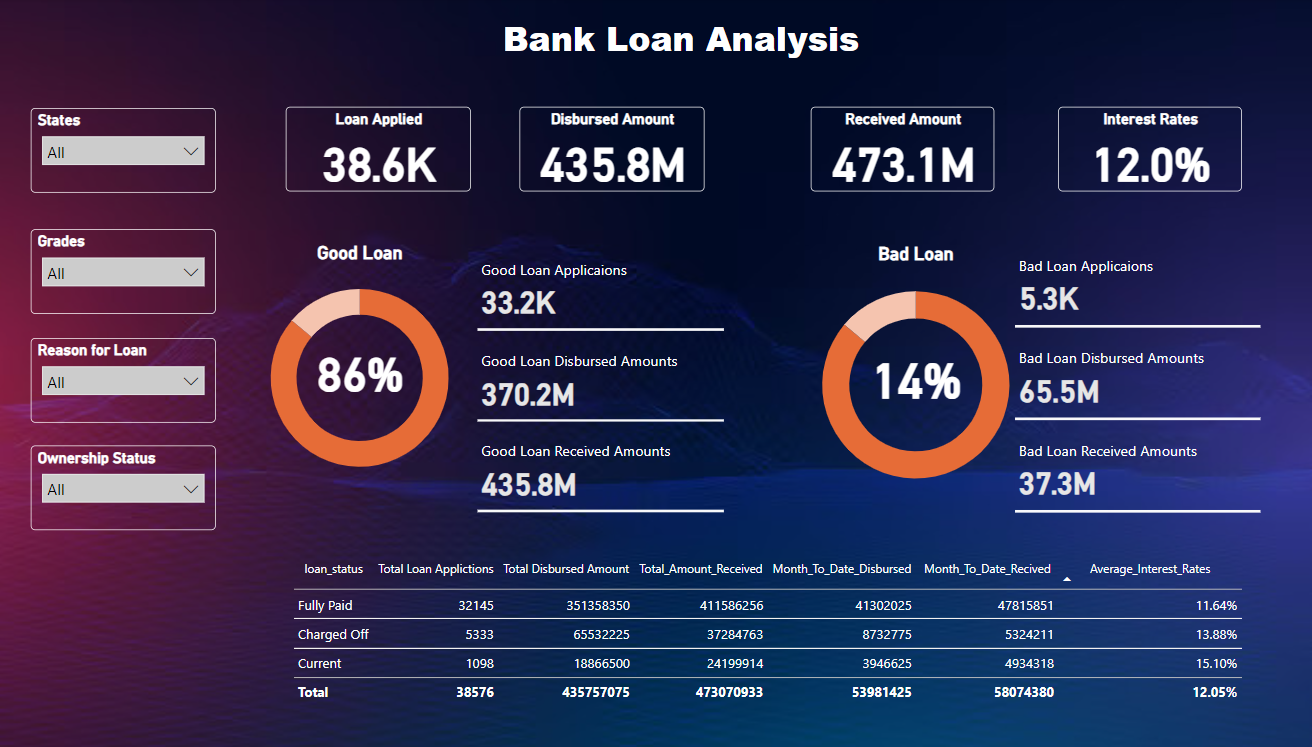 Bank Loan Analysis
States
All
Grades
All
Reason for Loan
All
Ownership Status
All
Loan Applied
38.6K
Disbursed Amount
435.8M
Received Amount
473.1M
Interest Rates
12.0%
Good Loan
86%
Good Loan Applicaions
33.2K
Good Loan Disbursed Amounts
370.2M
Good Loan Received Amounts
435.8M
Bad Loan
14%
Bad Loan Applicaions
5.3K
Bad Loan Disbursed Amounts
65.5M
Bad Loan Received Amounts
37.3M
loan_status Total Loan Applictions Total Disbursed Amount Total_Amount_Received Month_To_Date_Disbursed Month_To_Date_Recived Average_Interest_Rates
Fully Paid 32145 351358350 411586256 41302025 47815851 11.64%
Charged Off 5333 65532225 37284763 8732775 5324211 13.88%
Current 1098 18866500 24199914 3946625 4934318 15.10%
Total 38576 435757075 473070933 53981425 58074380 12.05%